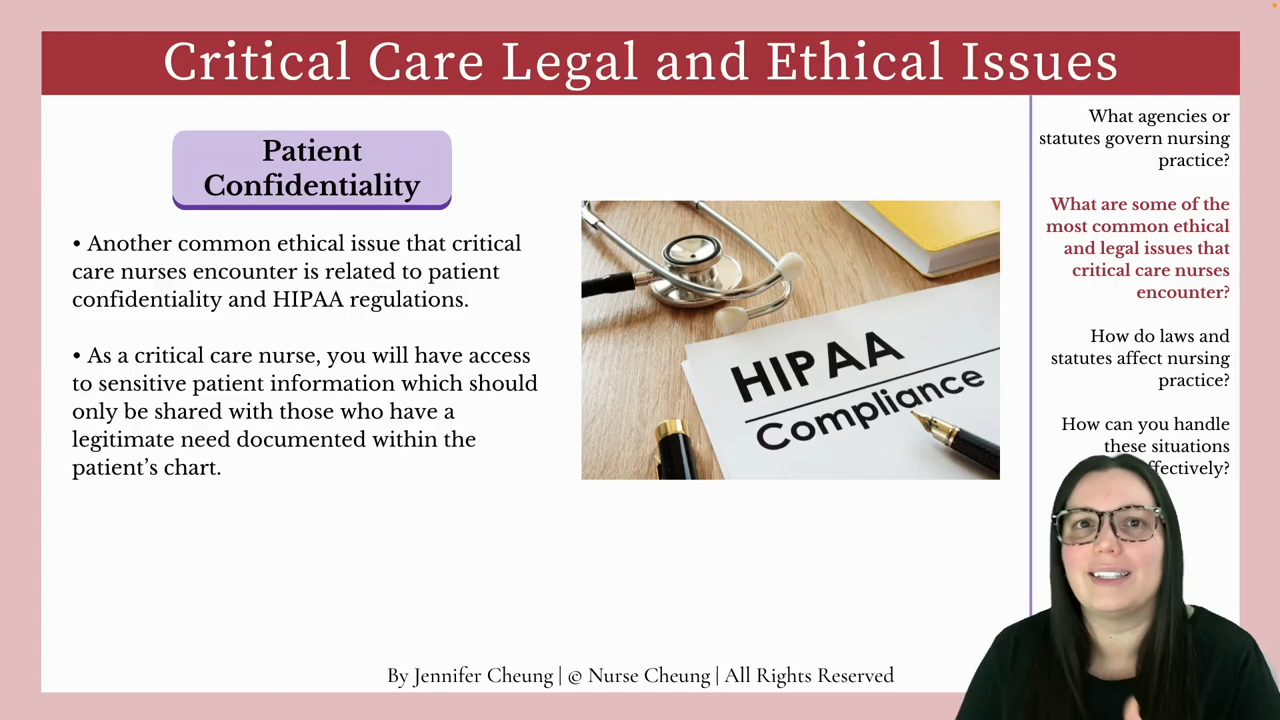 Critical Care Legal and Ethical Issues
Patient
Confidentiality
• Another common ethical issue that critical
care nurses encounter is related to patient
confidentiality and HIPAA regulations.
• As a critical care nurse, you will have access
to sensitive patient information which should
only be shared with those who have a
legitimate need documented within the
patient’s chart.
HIPAA
Compliance
What agencies or
statutes govern nursing
practice?
What are some of the
most common ethical
and legal issues that
critical care nurses
encounter?
How do laws and
statutes affect nursing
practice?
How can you handle
these situations
ffectively?
By Jennifer Cheung | © Nurse Cheung | All Rights Reserved